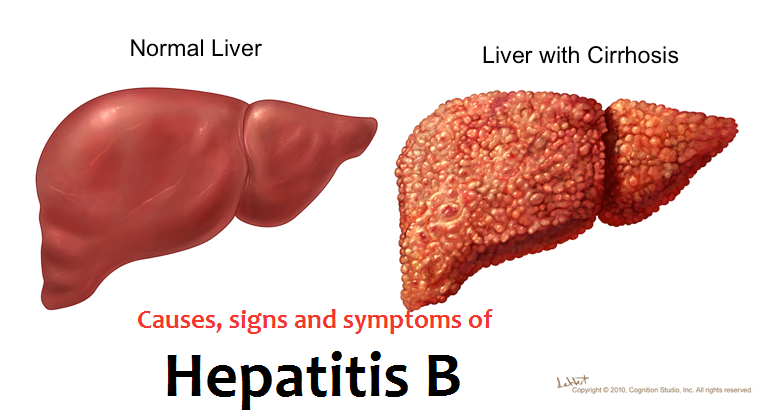 Normal Liver
Liver with Cirrhosis
Causes, signs and symptoms of
Hepatitis B
Copyright © 2010, Cognition Studio, Inc. All rights reserved.